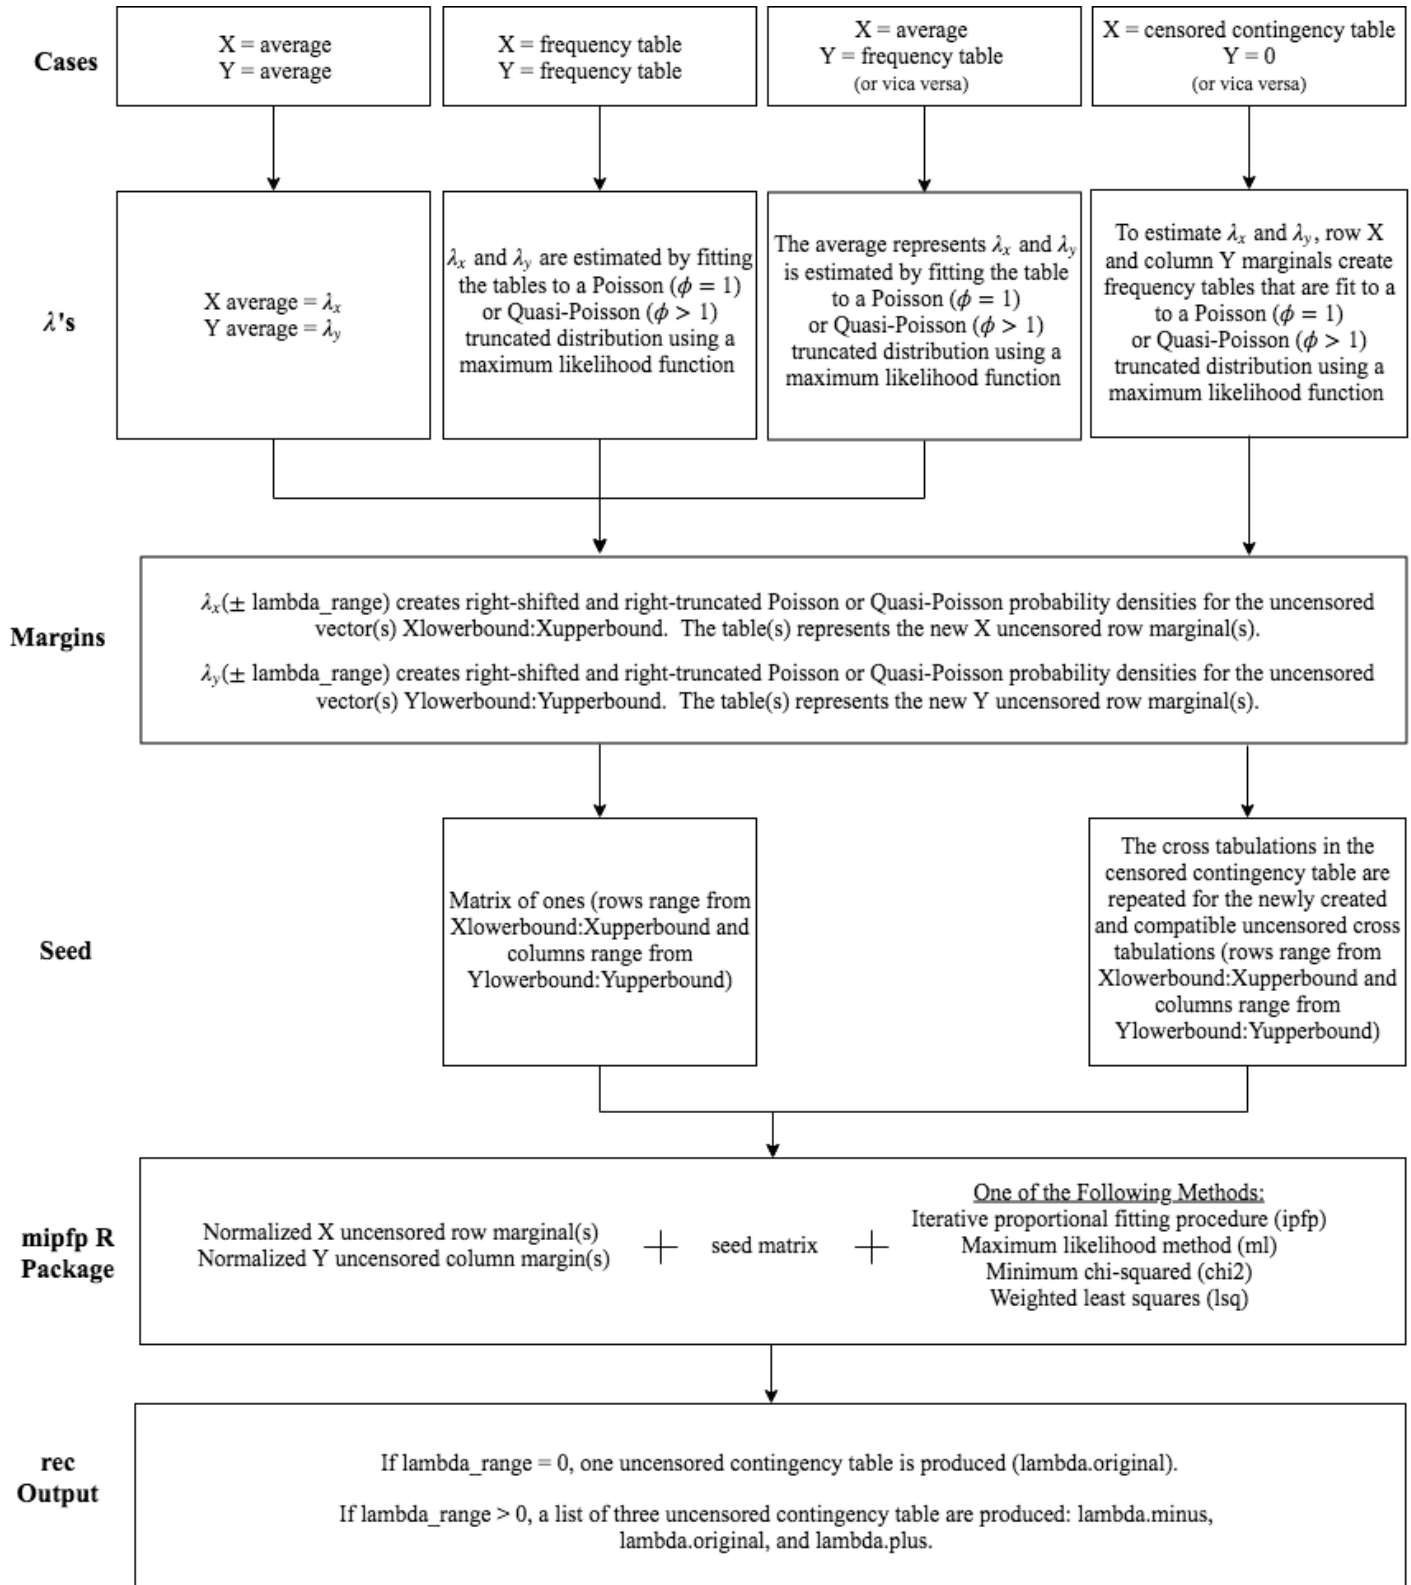 Cases
X = average
Y = average
X = frequency table
Y = frequency table
X = average
Y = frequency table
(or vica versa)
X = censored contingency table
Y = 0
(or vica versa)
λ's
X average = λx
Y average = λy
λx and λy are estimated by fitting
the tables to a Poisson (ϕ = 1)
or Quasi-Poisson (ϕ > 1)
truncated distribution using a
maximum likelihood function
The average represents λx and λy
is estimated by fitting the table
to a Poisson (ϕ = 1)
or Quasi-Poisson (ϕ > 1)
truncated distribution using a
maximum likelihood function
To estimate λx and λy, row X
and column Y marginals create
frequency tables that are fit to a
to a Poisson (ϕ = 1)
or Quasi-Poisson (ϕ > 1)
truncated distribution using a
maximum likelihood function
Margins
λx(± lambda_range) creates right-shifted and right-truncated Poisson or Quasi-Poisson probability densities for the uncensored
vector(s) Xlowerbound:Xupperbound. The table(s) represents the new X uncensored row marginal(s).
λy(± lambda_range) creates right-shifted and right-truncated Poisson or Quasi-Poisson probability densities for the uncensored
vector(s) Ylowerbound:Yupperbound. The table(s) represents the new Y uncensored row marginal(s).
Seed
Matrix of ones (rows range from
Xlowerbound:Xupperbound and
columns range from
Ylowerbound:Yupperbound)
The cross tabulations in the
censored contingency table are
repeated for the newly created
and compatible uncensored cross
tabulations (rows range from
Xlowerbound:Xupperbound and
columns range from
Ylowerbound:Yupperbound)
mipfp R
Package
Normalized X uncensored row marginal(s)
Normalized Y uncensored column margin(s)
+
seed matrix
+
One of the Following Methods:
Iterative proportional fitting procedure (ipfp)
Maximum likelihood method (ml)
Minimum chi-squared (chi2)
Weighted least squares (lsq)
rec
Output
If lambda_range = 0, one uncensored contingency table is produced (lambda.original).
If lambda_range > 0, a list of three uncensored contingency table are produced: lambda.minus,
lambda.original, and lambda.plus.